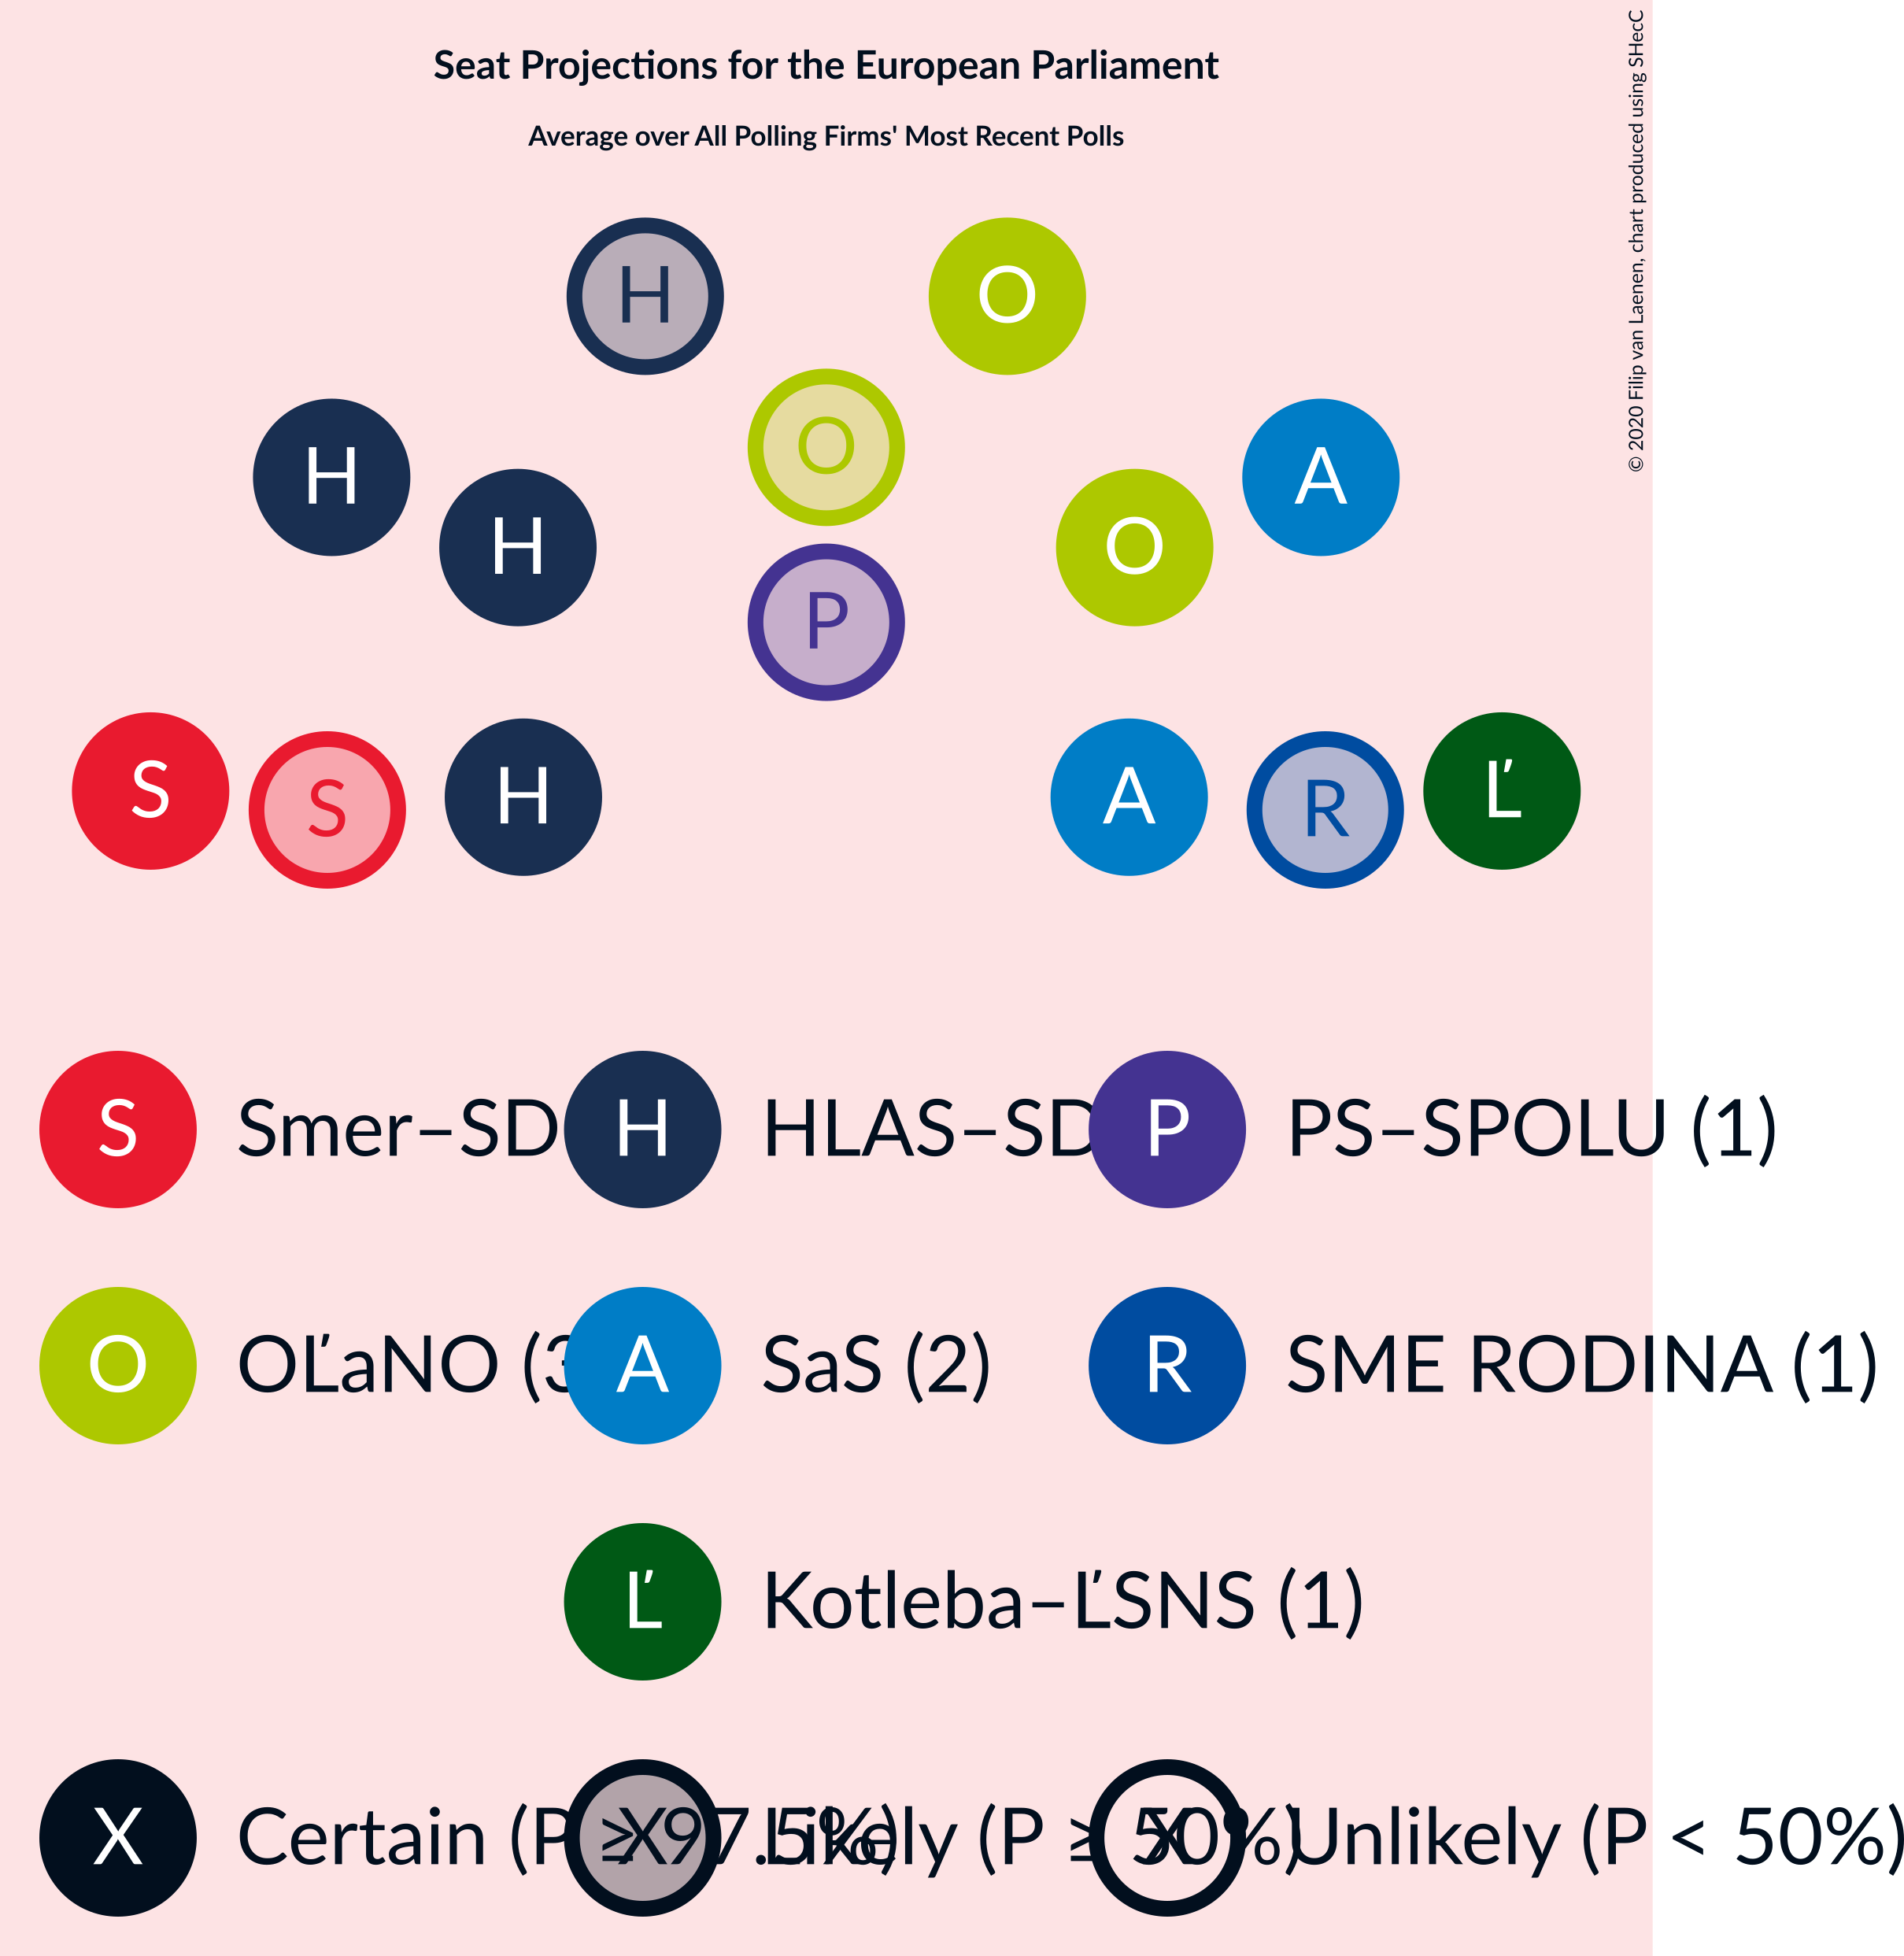 Seat Projections for the European Parliament
Average over All Polling Firms' Most Recent Polls
© 2020 Filip van Laenen, chart produced using SHecC
H O
O
H A
H O
P
S Ľ
H A
S R
S Smer–SD H HLAS–SD P PS–SPOLU (1)
O OĽaNO (3 A SaS (2) R SME RODINA (1)
Ľ Kotleba–ĽSNS (1)
X Certain (P ≥ 97.5%) X Likely (P ≥ 50%) X Unlikely (P < 50%)